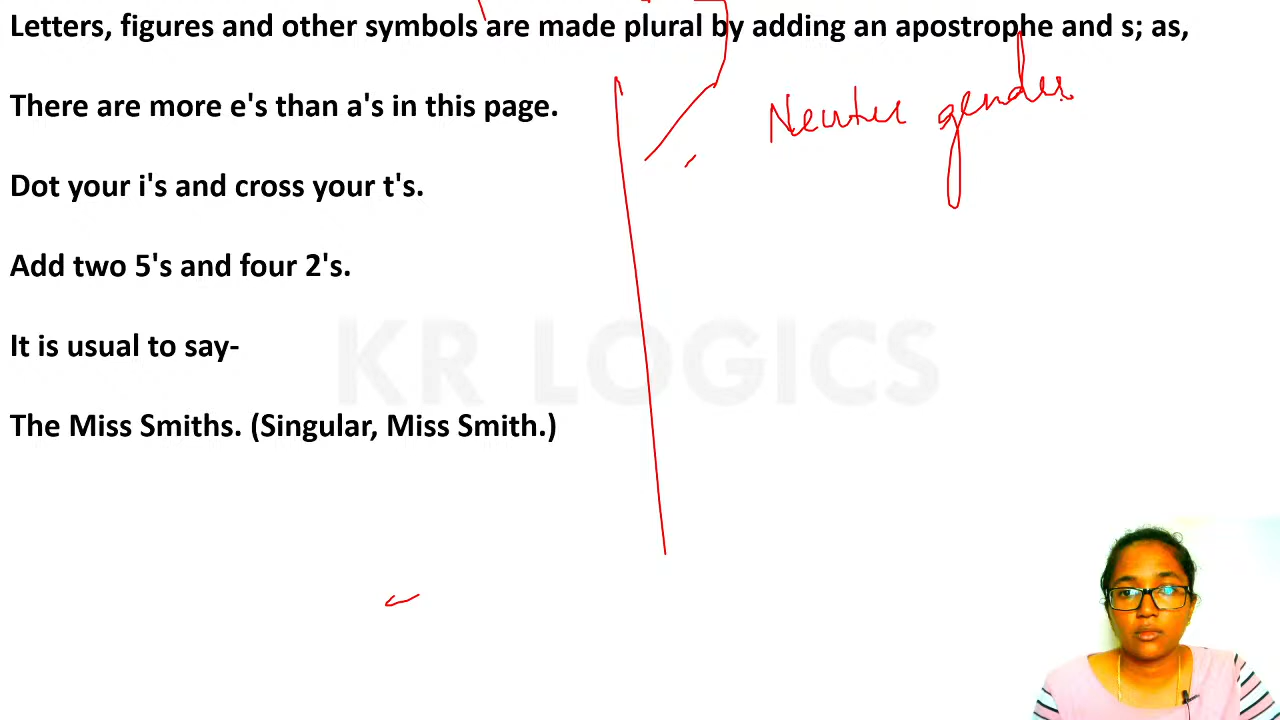 Letters, figures and other symbols are made plural by adding an apostrophe and s; as,
There are more e's than a's in this page.
Neuter gender
Dot your i's and cross your t's.
Add two 5's and four 2's.
It is usual to say-
KR LOGICS
The Miss Smiths. (Singular, Miss Smith.)